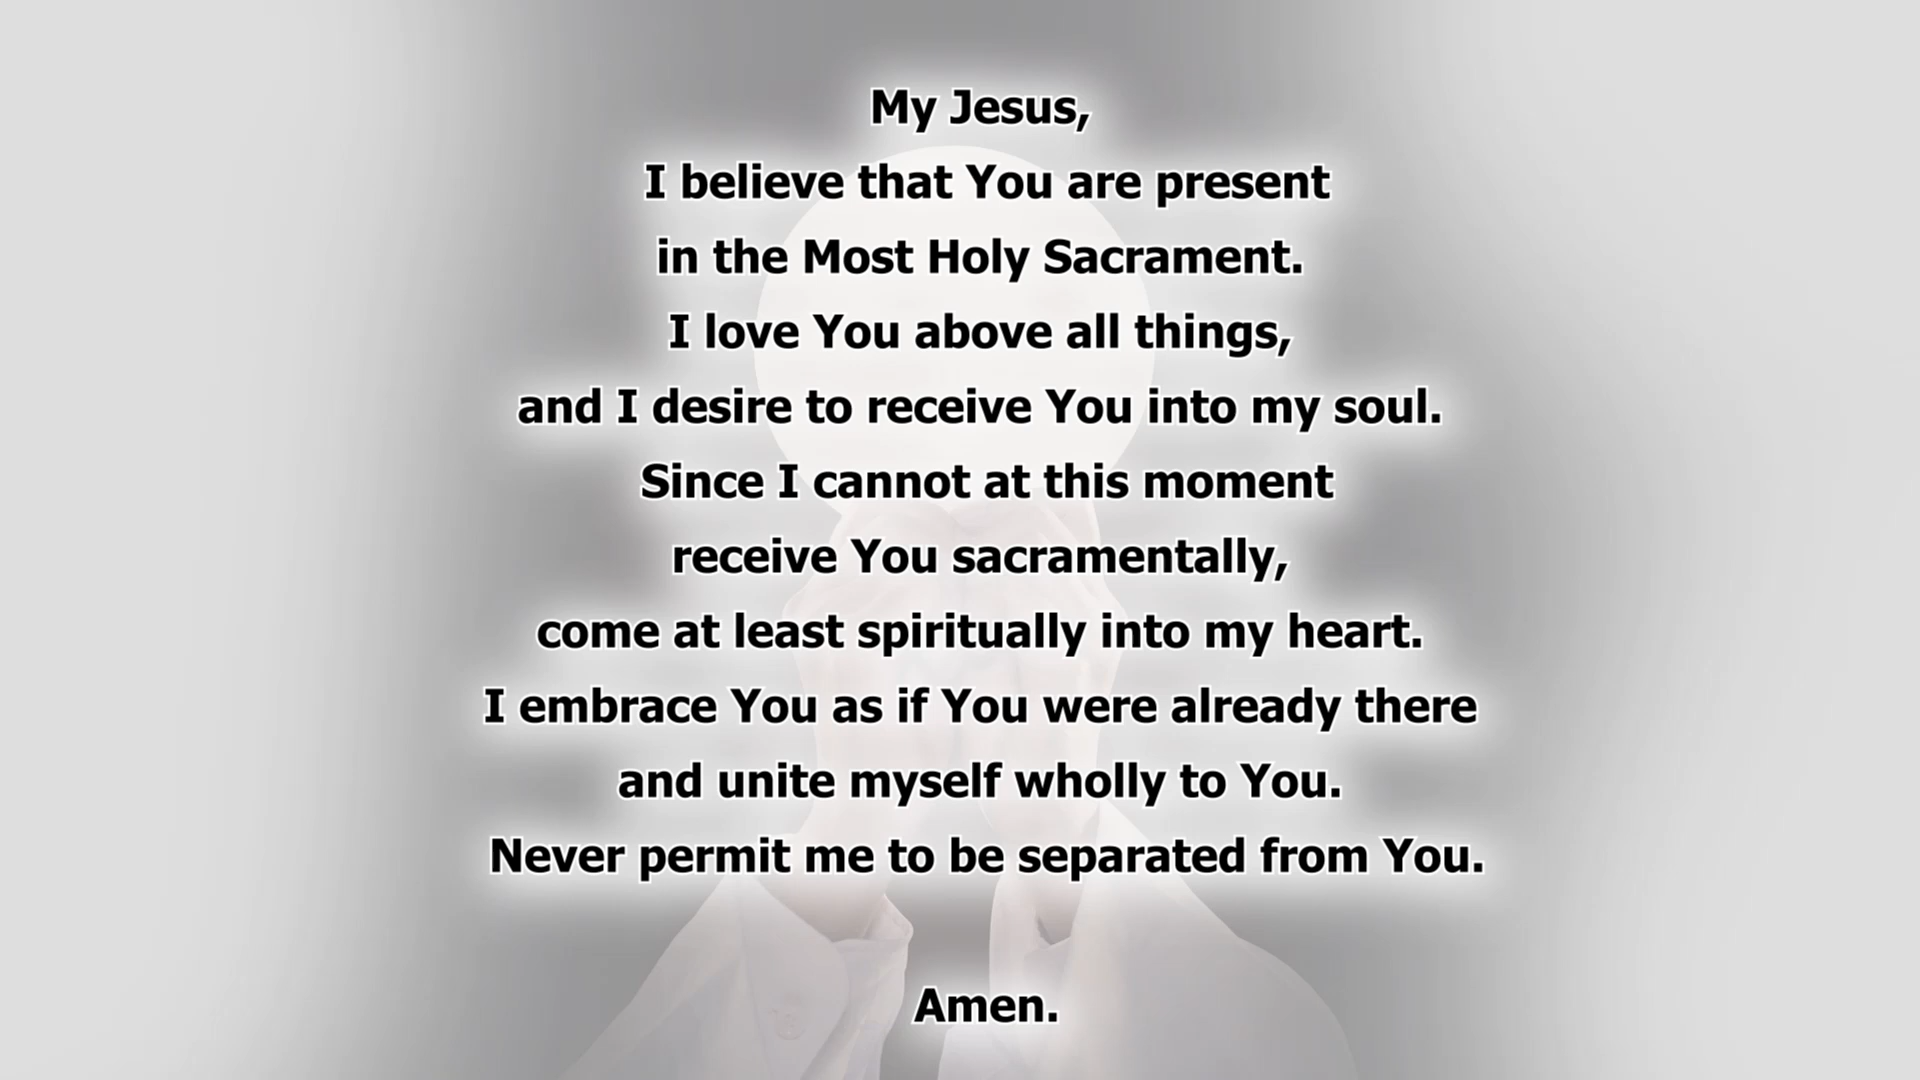 My Jesus,
I believe that You are present
in the Most Holy Sacrament.
I love You above all things,
and I desire to receive You into my soul.
Since I cannot at this moment
receive You sacramentally,
come at least spiritually into my heart.
I embrace You as if You were already there
and unite myself wholly to You.
Never permit me to be separated from You.
Amen.